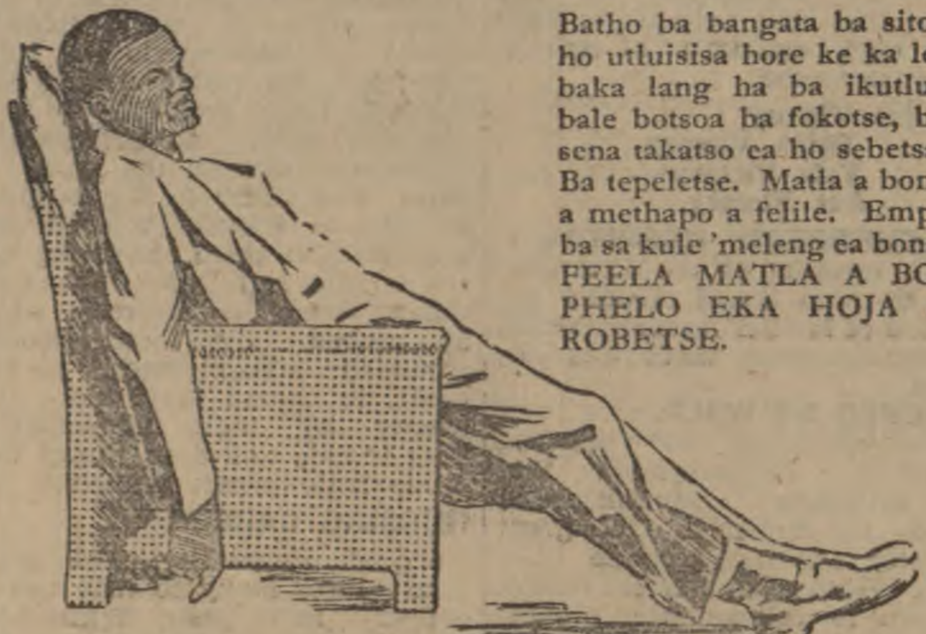 Batho ba bangata ba sito
ho utluisisa hore ke ka le
baka lang ha ba ikutlu
bale botsoa ba fokotse, b
sena takatso ea ho sebets
Ba tepeletse. Matla a bon
a methapo a felile. Emp
ba sa kule 'meleng ea bon
FEELA MATLA A BO
PHELO EKA HOJA
ROBETSE.